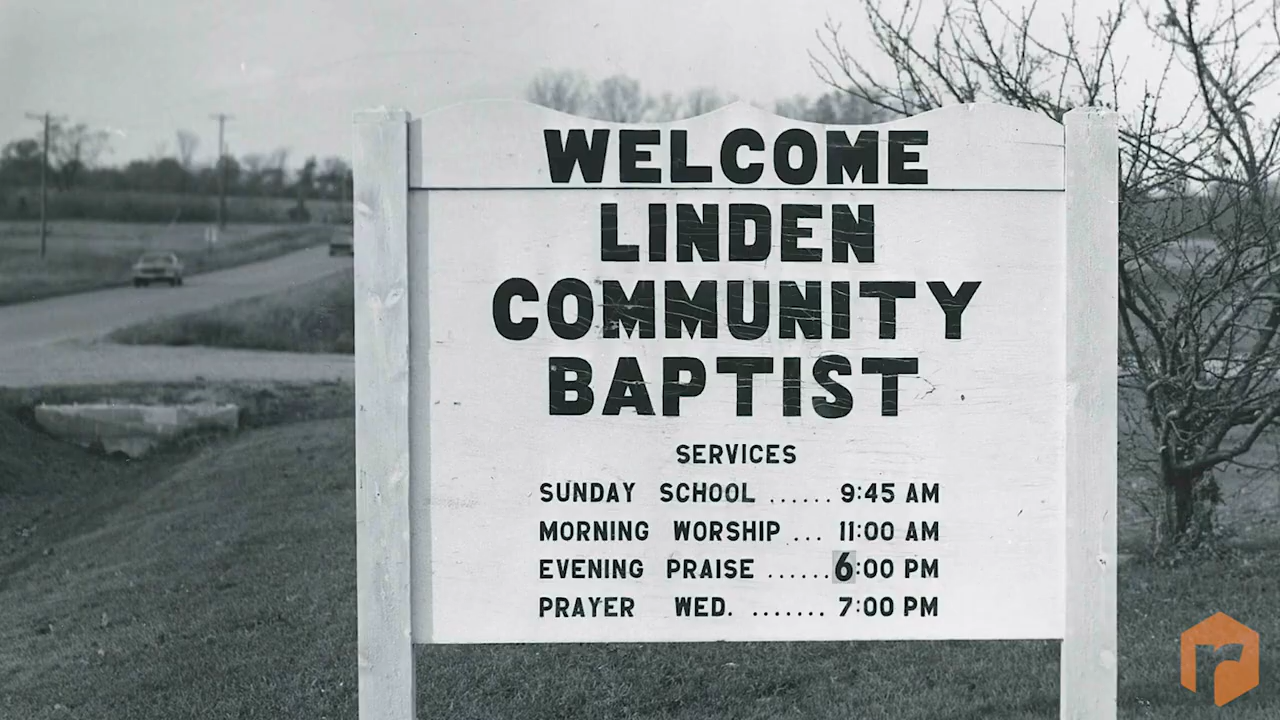 WELCOME
LINDEN
COMMUNITY
BAPTIST
SERVICES
SUNDAY SCHOOL ...... 9:45 AM
MORNING WORSHIP ... 11:00 AM
EVENING PRAISE ...... 6:00 PM
PRAYER WED. ....... 7:00 PM